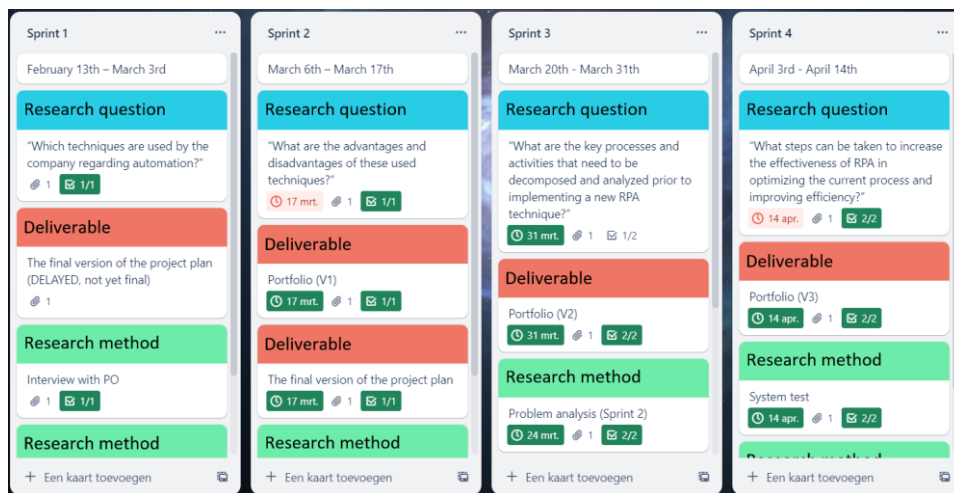 Sprint 1
February 13th – March 3rd
Research question
“Which techniques are used by the
company regarding automation?”
1 1/1
Deliverable
The final version of the project plan
(DELAYED, not yet final)
1
Research method
Interview with PO
1 1/1
Research method
+ Een kaart toevoegen
Sprint 2
March 6th – March 17th
Research question
“What are the advantages and
disadvantages of these used
techniques?”
17 mrt. 1 1/1
Deliverable
Portfolio (V1)
17 mrt. 1 1/1
Deliverable
The final version of the project plan
17 mrt. 1 1/1
Research method
+ Een kaart toevoegen
Sprint 3
March 20th - March 31th
Research question
“What are the key processes and
activities that need to be
decomposed and analyzed prior to
implementing a new RPA
technique?”
31 mrt. 1 1/2
Deliverable
Portfolio (V2)
31 mrt. 1 2/2
Research method
Problem analysis (Sprint 2)
24 mrt. 1 2/2
+ Een kaart toevoegen
Sprint 4
April 3rd - April 14th
Research question
“What steps can be taken to increase
the effectiveness of RPA in
optimizing the current process and
improving efficiency?”
14 apr. 1 2/2
Deliverable
Portfolio (V3)
14 apr. 1 2/2
Research method
System test
14 apr. 1 2/2
Research method
+ Een kaart toevoegen